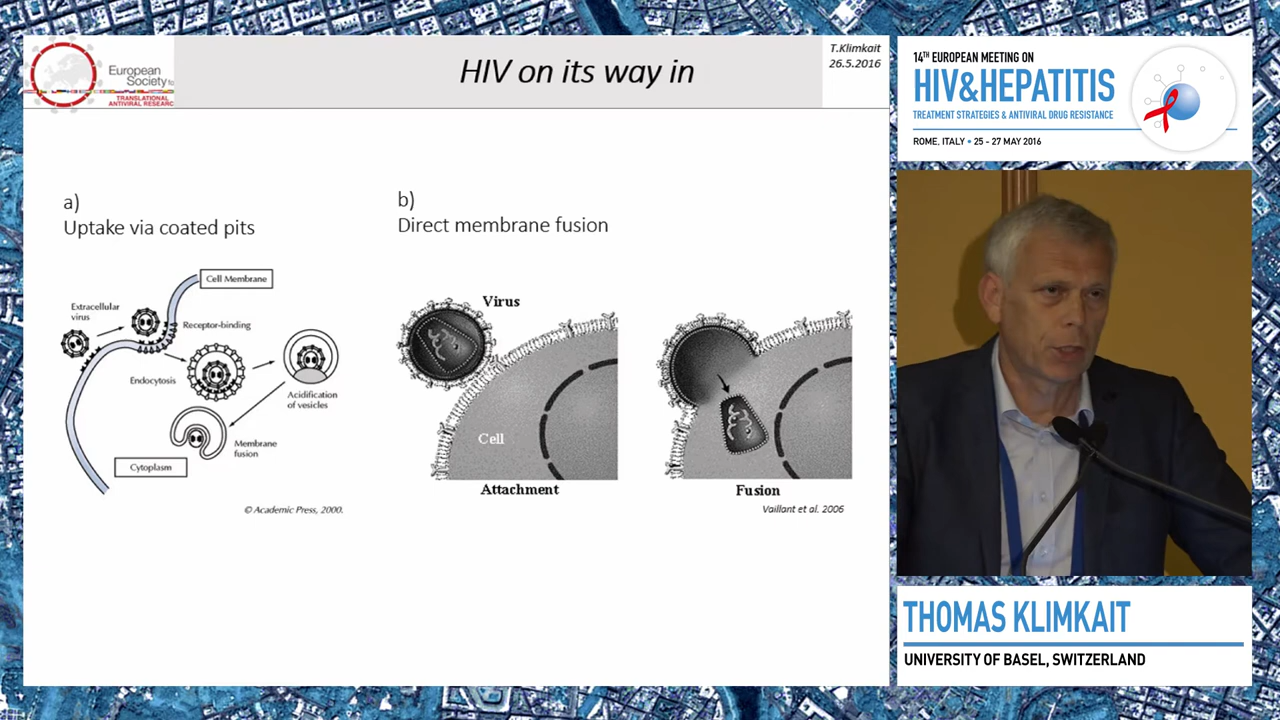 European
Society fo
TRANSLATIONAL
ANTIVIRAL RESEARC
HIV on its way in
T.Klimkait
26.5.2016
a)
Uptake via coated pits
b)
Direct membrane fusion
Cell Membrane
Extracellular
virus
Receptor-binding
Endocytosis
Acidification
of vesicles
Membrane
fusion
Cytoplasm
© Academic Press, 2000.
Virus
Cell
Attachment
Fusion
Vaillant et al. 2006
14TH EUROPEAN MEETING ON
HIV&HEPATITIS
TREATMENT STRATEGIES & ANTIVIRAL DRUG RESISTANCE
ROME, ITALY • 25 - 27 MAY 2016
THOMAS KLIMKAIT
UNIVERSITY OF BASEL, SWITZERLAND